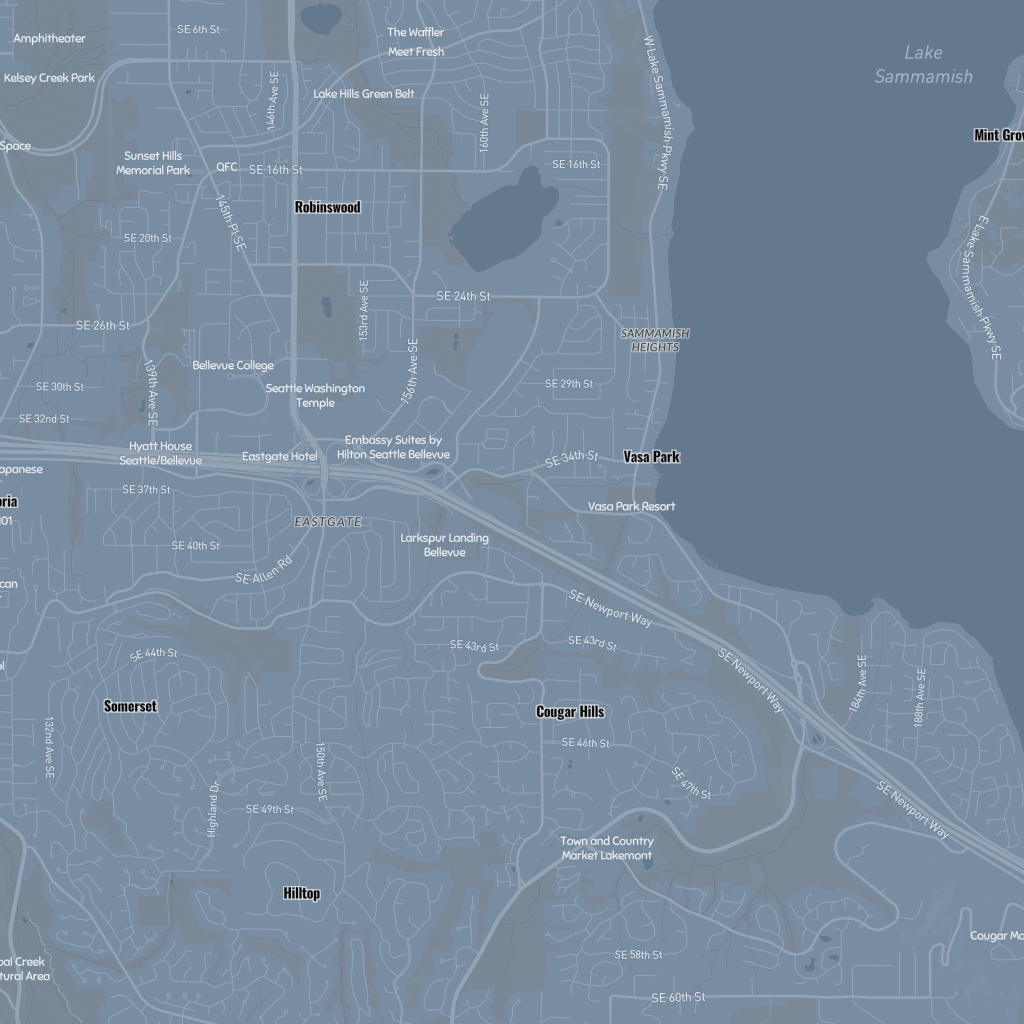 SE 6th St
Amphitheater
The Waffler
Meet Fresh
W Lake Sammamish Pkwy SE
Lake
Sammamish
Kelsey Creek Park
146th Ave SE
Lake Hills Green Belt
160th Ave SE
Mint Grov
Space
Sunset Hills
Memorial Park
QFC
SE 16th St
SE 16th St
Robinswood
145th Pl SE
SE 20th St
E Lake Sammamish Pkwy SE
SE 24th St
153rd Ave SE
SE 26th St
SAMMAMISH
HEIGHTS
139th Ave SE
Bellevue College
156th Ave SE
SE 30th St
Seattle Washington
Temple
SE 29th St
SE 32nd St
Hyatt House
Seattle/Bellevue
Eastgate Hotel
Embassy Suites by
Hilton Seattle Bellevue
SE 34th St
Vasa Park
apanese
SE 37th St
oria
Vasa Park Resort
EASTGATE
Larkspur Landing
Bellevue
SE 40th St
SE Allen Rd
can
SE Newport Way
SE 43rd St
SE 43rd St
SE 44th St
SE Newport Way
184th Ave SE
188th Ave SE
Somerset
Cougar Hills
132nd Ave SE
150th Ave SE
SE 46th St
SE 47th St
Highland Dr
SE 49th St
SE Newport Way
Town and Country
Market Lakemont
Hilltop
Cougar Mo
oal Creek
tural Area
SE 58th St
SE 60th St